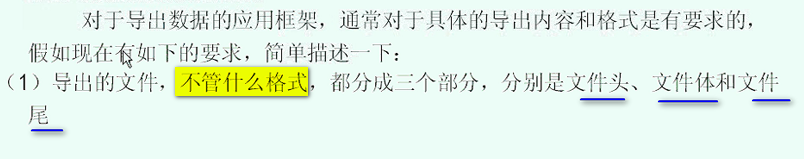 对于导出数据的应用框架，通常对于具体的导出内容和格式是有要求的，
假如现在有如下的要求，简单描述一下：
（1）导出的文件，不管什么格式，都分成三个部分，分别是文件头、文件体和文件
尾